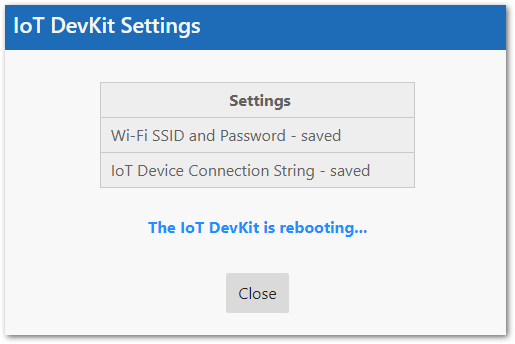 IoT DevKit Settings
Settings
Wi-Fi SSID and Password - saved
IoT Device Connection String - saved
The IoT DevKit is rebooting...
Close